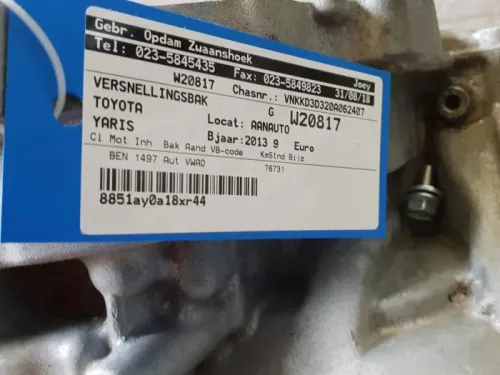 Gebr. Opdam Zwaanshoek
Tel: 023-5845435 Fax: 023-5849823 Joey
W20817 Chasnr.: VNKKD3D320A062407 31/08/18
VERSNELLINGSBAK G W20817
TOYOTA Locat: AANAUTO
YARIS Bjaar:2013 9 Euro
Cl Mot Inh. Bak Aand VB-code KmStnd Bijz
BEN 1497 Aut VWAD 76731
8851ay0a18xr44